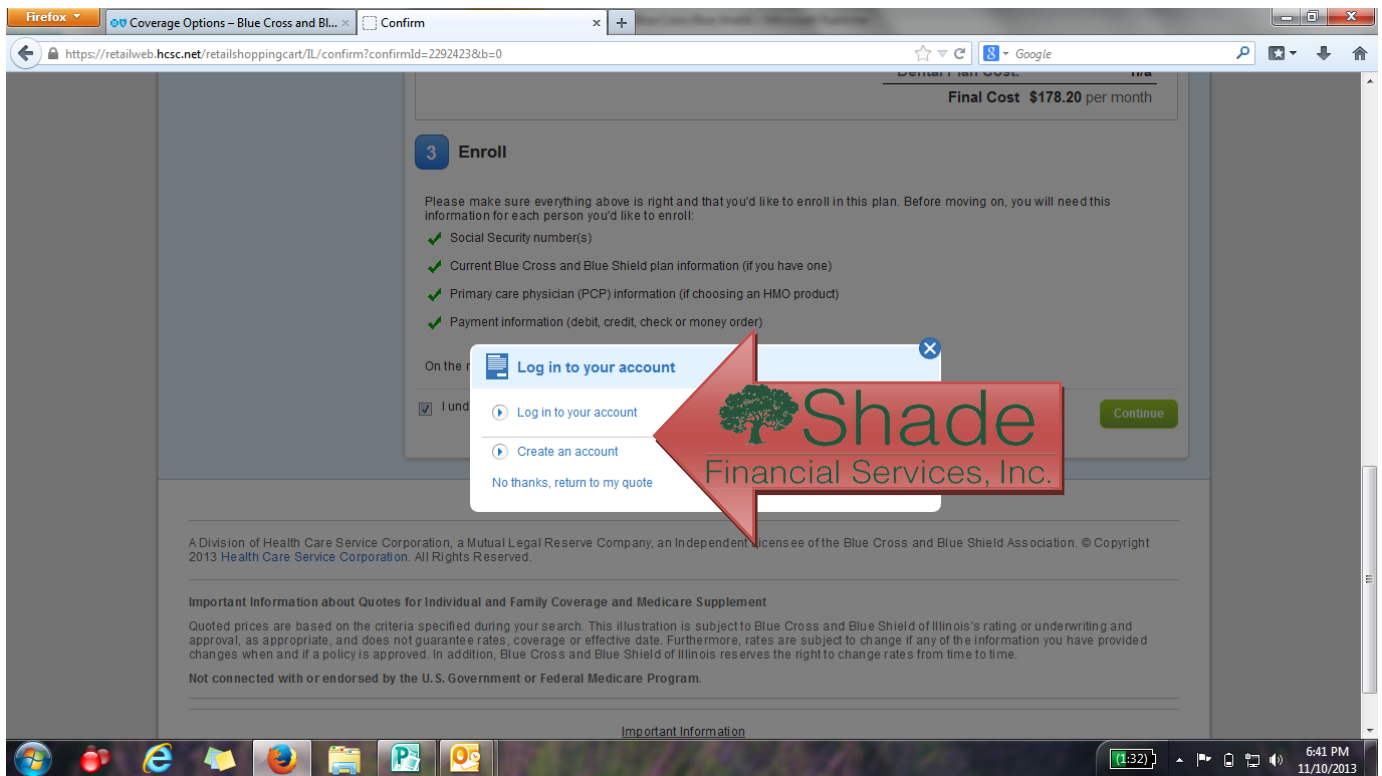 Firefox
Coverage Options – Blue Cross and Bl...
Confirm
https://retailweb.hcsc.net/retailshoppingcart/IL/confirm?confirmId=2292423&b=0
Google
Dental Plan Cost: n/a
Final Cost $178.20 per month
3 Enroll
Please make sure everything above is right and that you'd like to enroll in this plan. Before moving on, you will need this
information for each person you'd like to enroll:
Social Security number(s)
Current Blue Cross and Blue Shield plan information (if you have one)
Primary care physician (PCP) information (if choosing an HMO product)
Payment information (debit, credit, check or money order)
On the
Log in to your account
I und
Log in to your account
Continue
Create an account
No thanks, return to my quote
Shade
Financial Services, Inc.
A Division of Health Care Service Corporation, a Mutual Legal Reserve Company, an Independent Licensee of the Blue Cross and Blue Shield Association. © Copyright
2013 Health Care Service Corporation. All Rights Reserved.
Important Information about Quotes for Individual and Family Coverage and Medicare Supplement
Quoted prices are based on the criteria specified during your search. This illustration is subject to Blue Cross and Blue Shield of Illinois's rating or underwriting and
approval, as appropriate, and does not guarantee rates, coverage or effective date. Furthermore, rates are subject to change if any of the information you have provided
changes when and if a policy is approved. In addition, Blue Cross and Blue Shield of Illinois reserves the right to change rates from time to time.
Not connected with or endorsed by the U.S. Government or Federal Medicare Program.
Important Information
(1:32)
6:41 PM
11/10/2013